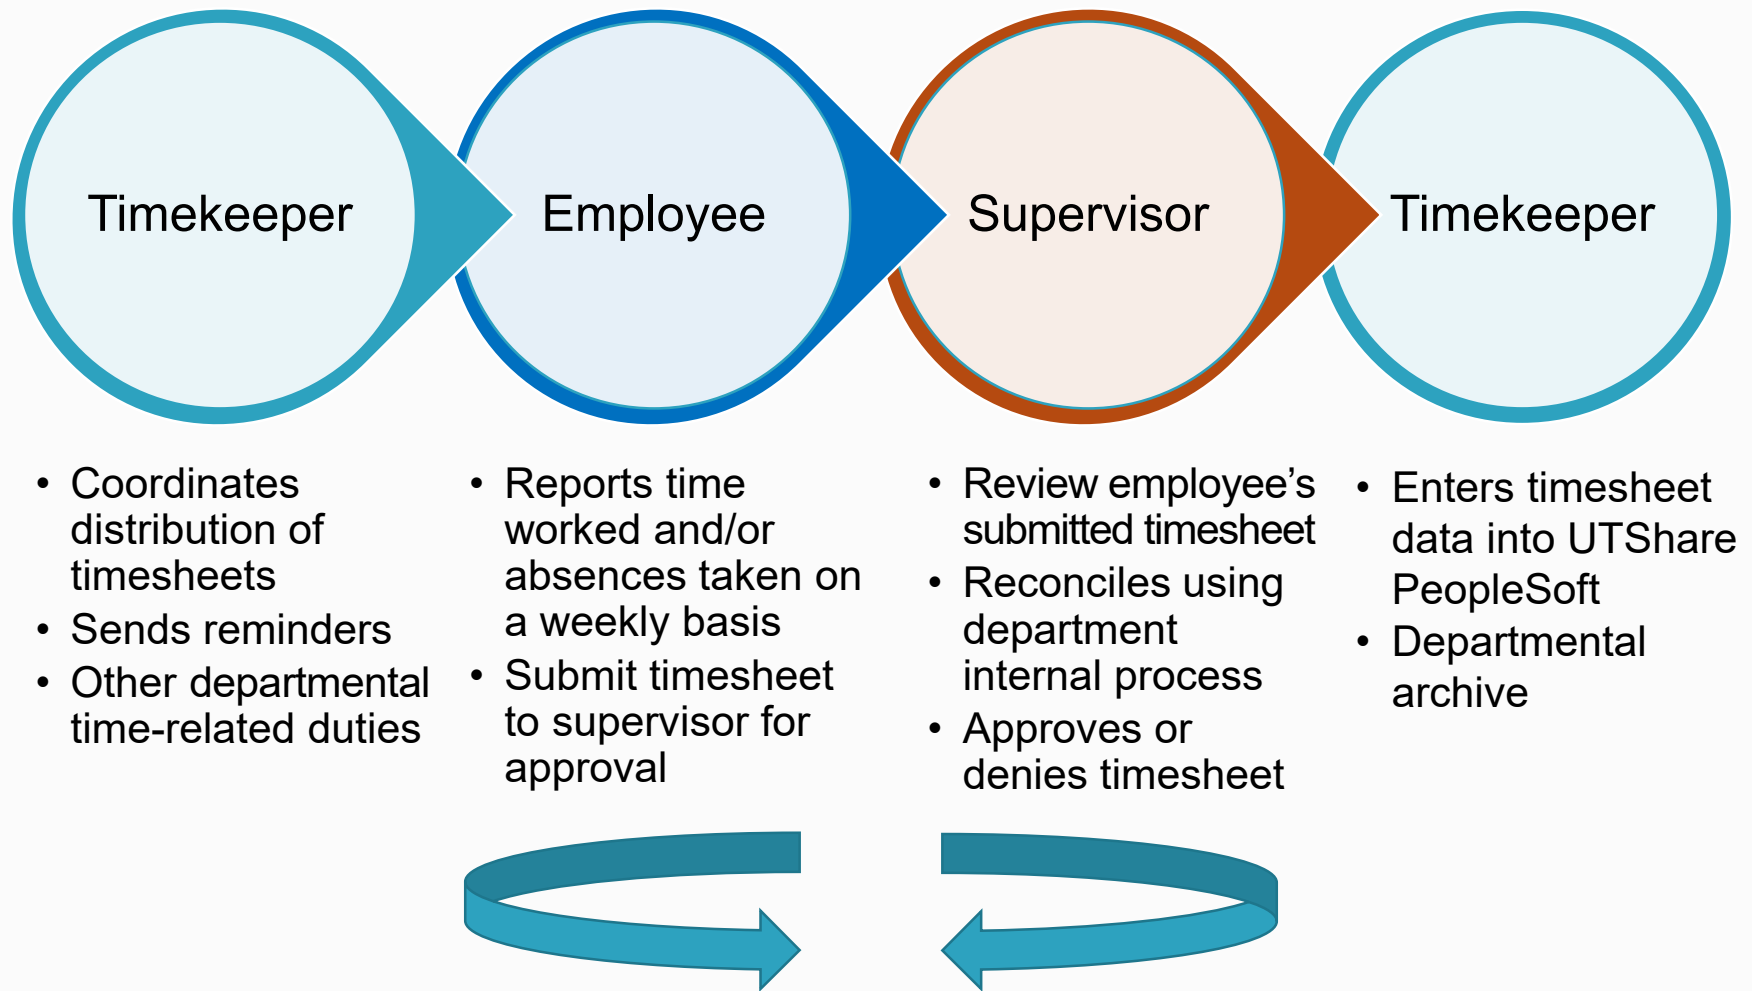 Timekeeper
Employee
Supervisor
Timekeeper
• Coordinates
distribution of
timesheets
• Sends reminders
• Other departmental
time-related duties
• Reports time
worked and/or
absences taken on
a weekly basis
• Submit timesheet
to supervisor for
approval
• Review employee’s
submitted timesheet
• Reconciles using
department
internal process
• Approves or
denies timesheet
• Enters timesheet
data into UTShare
PeopleSoft
• Departmental
archive